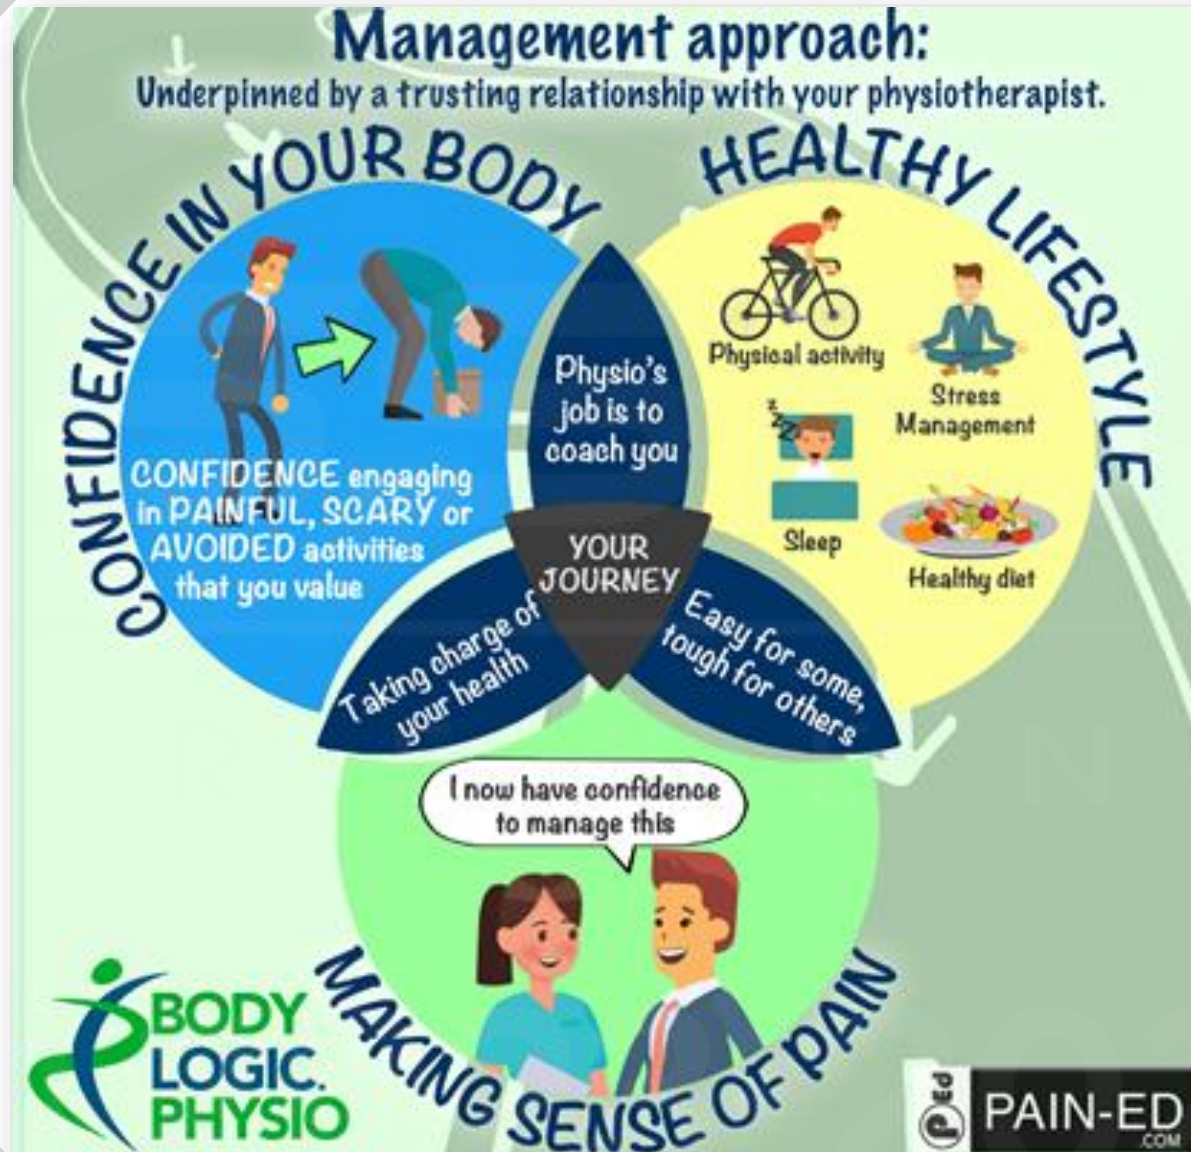 Management approach:
Underpinned by a trusting relationship with your physiotherapist.
CONFIDENCE IN YOUR BODY
HEALTHY LIFESTYLE
CONFIDENCE engaging
in PAINFUL, SCARY or
AVOIDED activities
that you value
Physio's
job is to
coach you
Physical activity
Stress
Management
zzZZ
Sleep
Healthy diet
YOUR
JOURNEY
Taking charge of
your health
Easy for some,
tough for others
I now have confidence
to manage this
MAKING SENSE OF PAIN
BODY
LOGIC.
PHYSIO
pEd
PAIN-ED
.COM